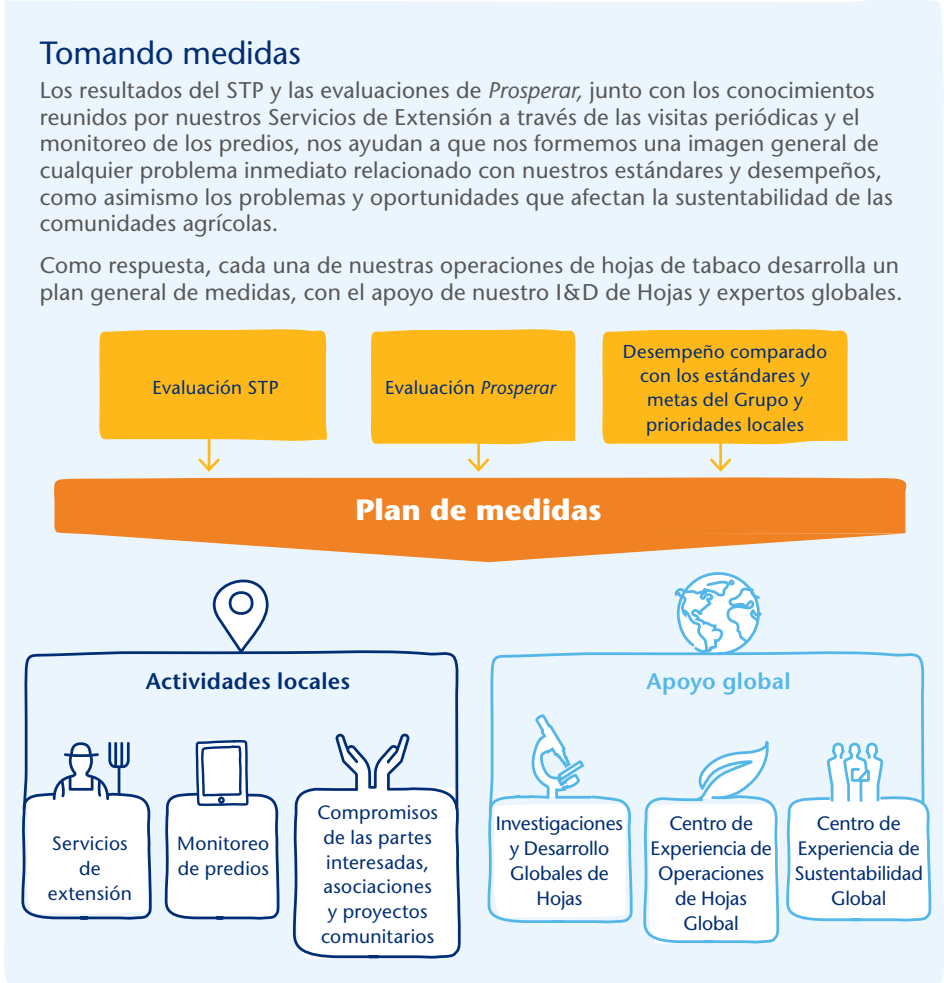 Tomando medidas
Los resultados del STP y las evaluaciones de Prosperar, junto con los conocimientos
reunidos por nuestros Servicios de Extensión a través de las visitas periódicas y el
monitoreo de los predios, nos ayudan a que nos formemos una imagen general de
cualquier problema inmediato relacionado con nuestros estándares y desempeños,
como asimismo los problemas y oportunidades que afectan la sustentabilidad de las
comunidades agrícolas.
Como respuesta, cada una de nuestras operaciones de hojas de tabaco desarrolla un
plan general de medidas, con el apoyo de nuestro I&D de Hojas y expertos globales.
Evaluación STP
Evaluación Prosperar
Desempeño comparado
con los estándares y
metas del Grupo y
prioridades locales
Plan de medidas
Actividades locales
Servicios
de
extensión
Monitoreo
de predios
Compromisos
de las partes
interesadas,
asociaciones
y proyectos
comunitarios
Apoyo global
Investigaciones
y Desarrollo
Globales de
Hojas
Centro de
Experiencia de
Operaciones
de Hojas
Global
Centro de
Experiencia de
Sustentabilidad
Global